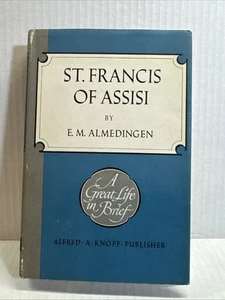 ST. FRANCIS
OF ASSISI
BY
E. M. ALMEDINGEN
A
Great Life
in Brief
ALFRED · A · KNOPF · PUBLISHER